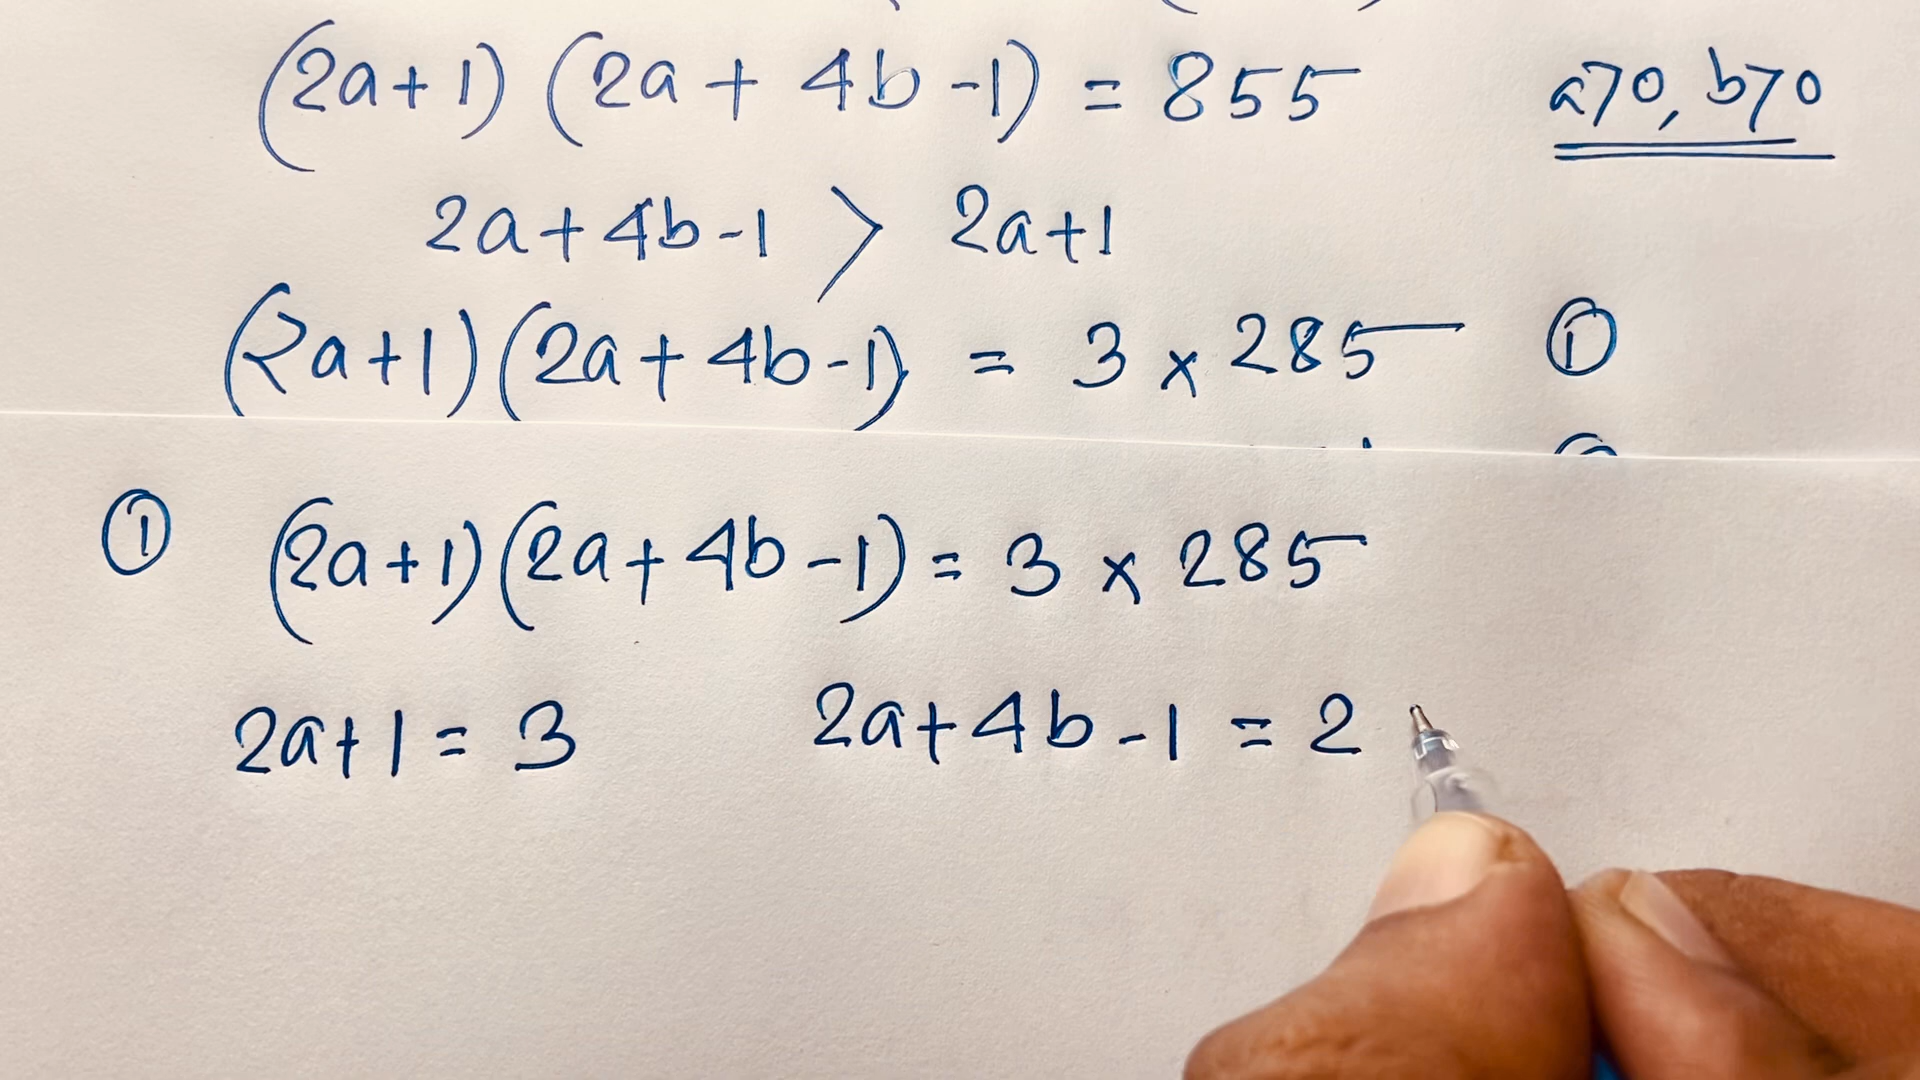 (2a+1) (2a + 4b -1) = 855 a>0, b>0
2a+4b-1 > 2a+1
(2a+1)(2a+4b-1) = 3 × 285 ①
① (2a+1)(2a+4b-1) = 3 × 285
2a+1 = 3 2a+4b-1 = 2